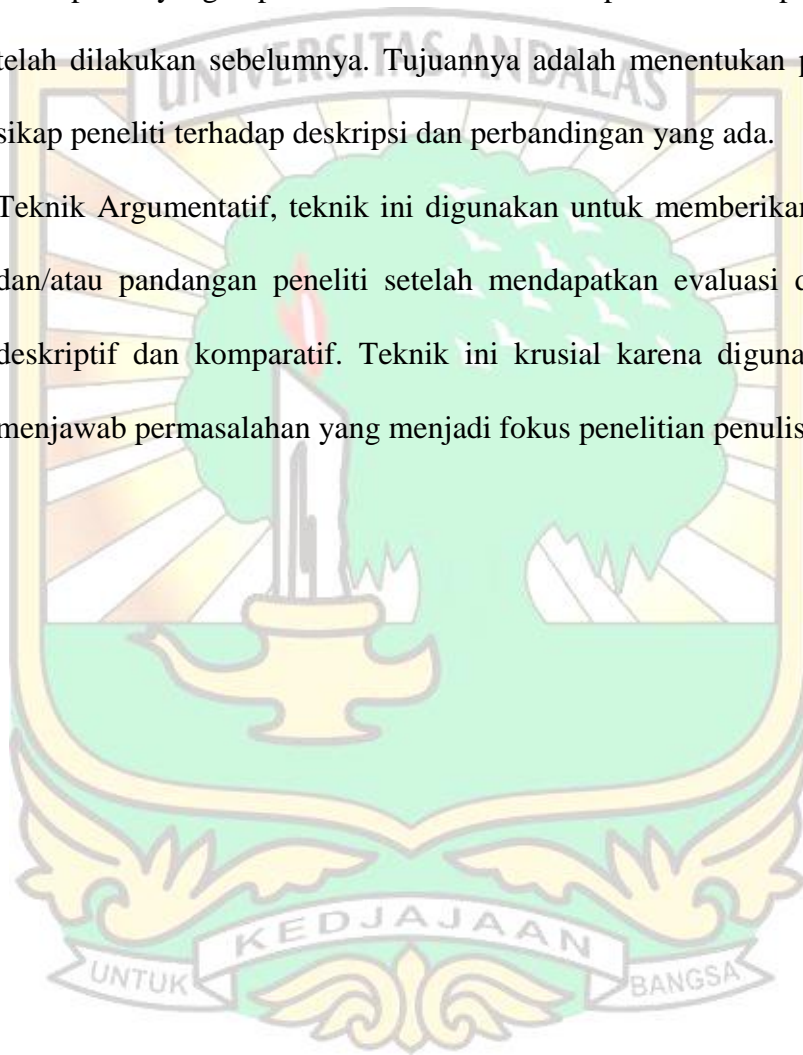 telah dilakukan sebelumnya. Tujuannya adalah menentukan
sikap peneliti terhadap deskripsi dan perbandingan yang ada.
Teknik Argumentatif, teknik ini digunakan untuk memberikan
dan/atau pandangan peneliti setelah mendapatkan evaluasi
deskriptif dan komparatif. Teknik ini krusial karena
menjawab permasalahan yang menjadi fokus penelitian penulis
UNIVERSITAS ANDALAS
UNTUK KEDJAJAAN BANGSA